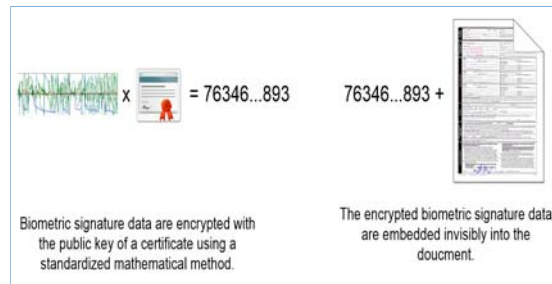 x = 76346...893
76346...893 +
Biometric signature data are encrypted with
the public key of a certificate using a
standardized mathematical method.
The encrypted biometric signature data
are embedded invisibly into the
doucment.